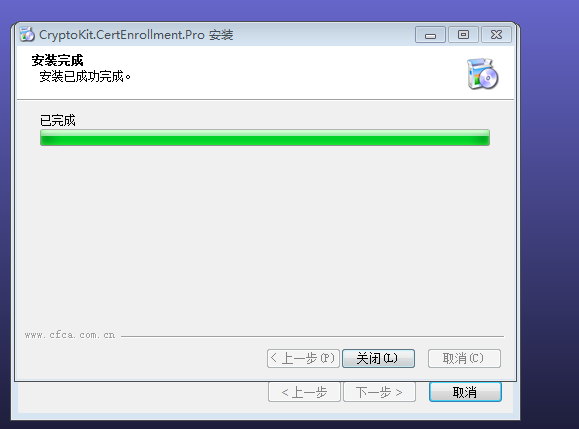 CryptoKit.CertEnrollment.Pro 安装
安装完成
安装已成功完成。
已完成
www.cfca.com.cn
< 上一步(P)
关闭(L)
取消(C)
< 上一步
下一步 >
取消